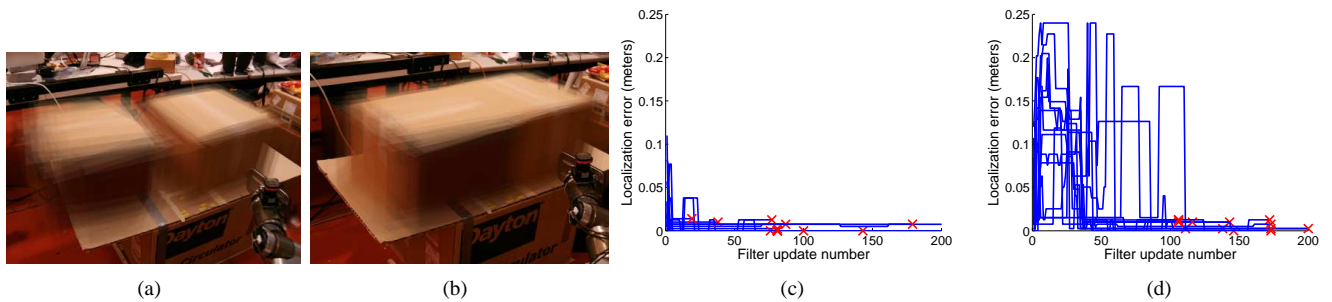 Dayton
Circulator
(a)
Dayton
(b)
Localization error (meters)
0.25
0.2
0.15
0.1
0.05
0
0 50 100 150 200
Filter update number
(c)
Localization error (meters)
0.25
0.2
0.15
0.1
0.05
0
0 50 100 150 200
Filter update number
(d)